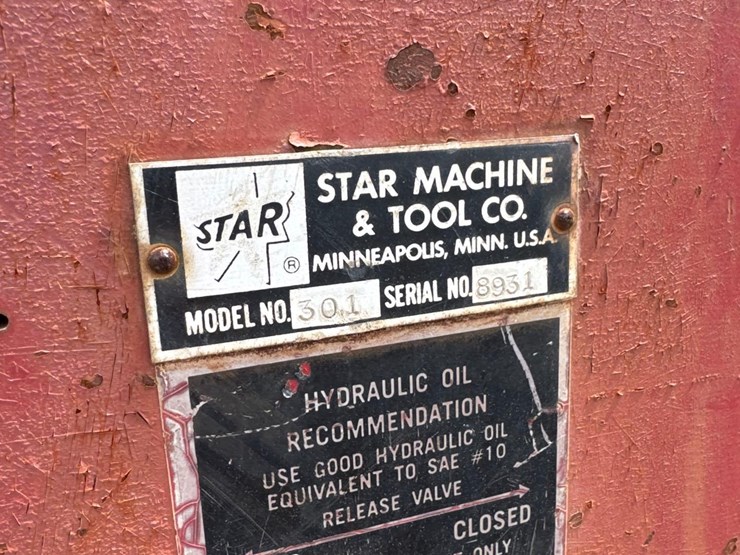 STAR
®
STAR MACHINE
& TOOL CO.
MINNEAPOLIS, MINN. U.S.A.
MODEL NO. 301 SERIAL NO. 8931
HYDRAULIC OIL
RECOMMENDATION
USE GOOD HYDRAULIC OIL
EQUIVALENT TO SAE #10
RELEASE VALVE
CLOSED
ONLY